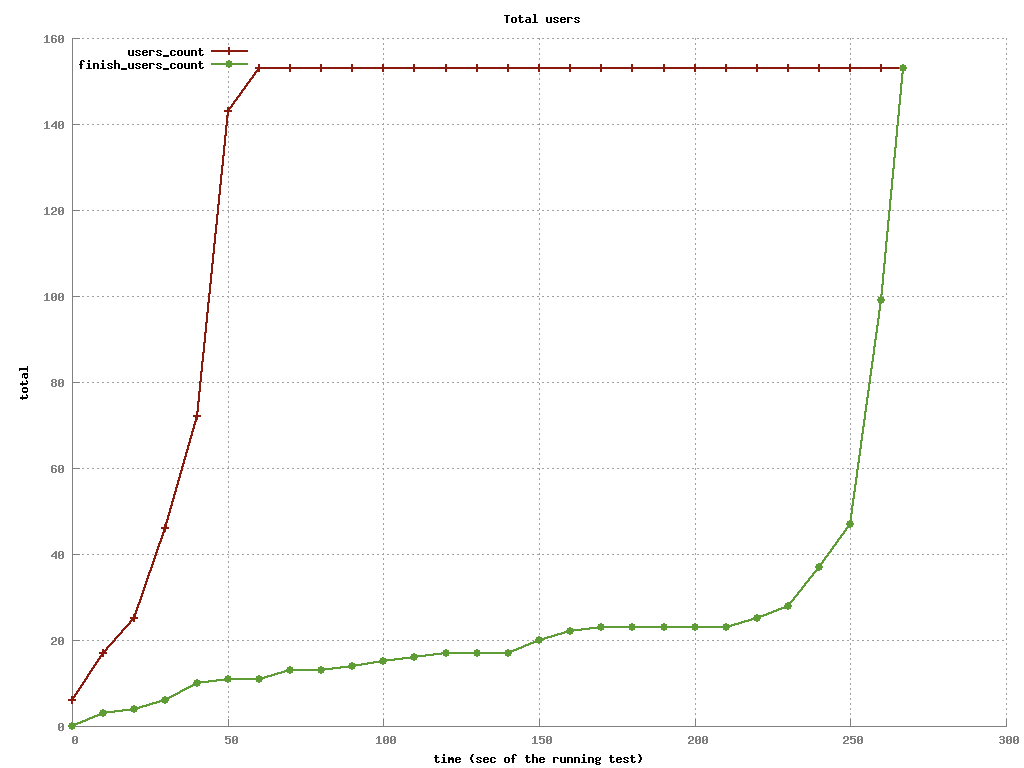 Total users
160
users_count
finish_users_count
140
120
100
80
60
40
20
0
total
0 50 100 150 200 250 300
time (sec of the running test)